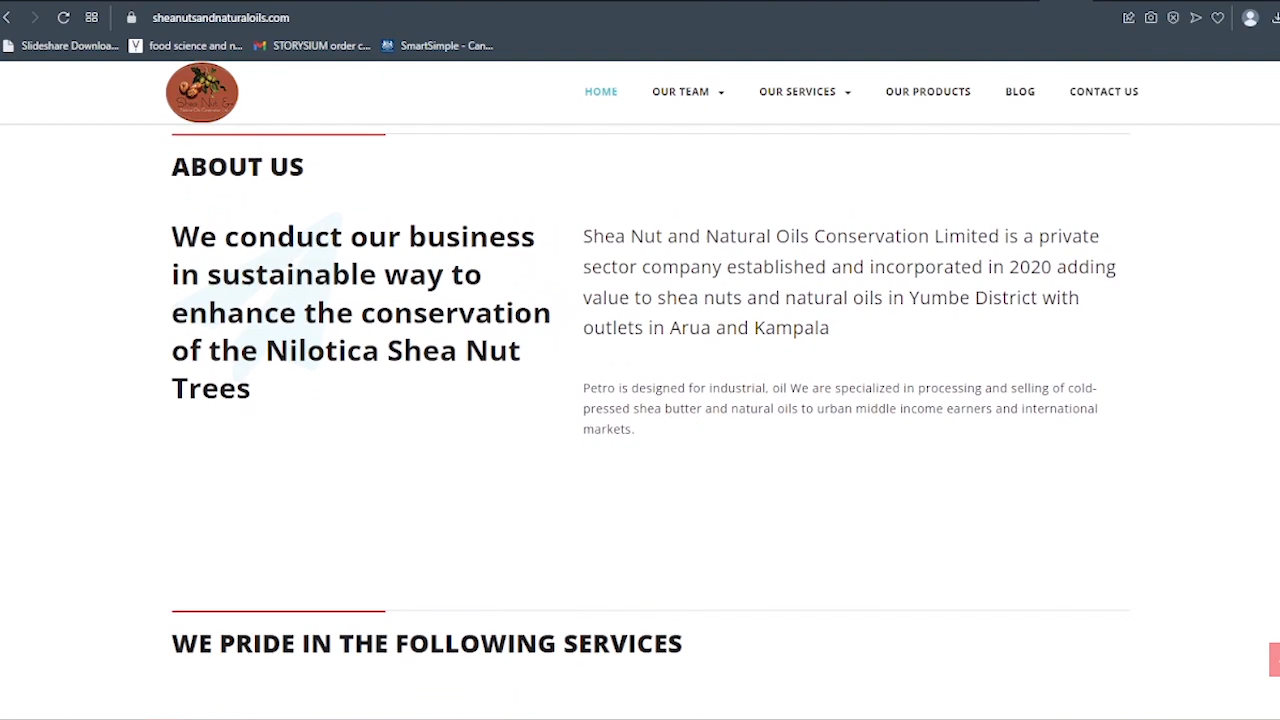 sheanutsandnaturaloils.com
Slideshare Downloa... food science and n... STORYSIUM order c... SmartSimple - Can...
Shea Nut &
HOME OUR TEAM OUR SERVICES OUR PRODUCTS BLOG CONTACT US
ABOUT US
We conduct our business
in sustainable way to
enhance the conservation
of the Nilotica Shea Nut
Trees
Shea Nut and Natural Oils Conservation Limited is a private
sector company established and incorporated in 2020 adding
value to shea nuts and natural oils in Yumbe District with
outlets in Arua and Kampala
Petro is designed for industrial, oil We are specialized in processing and selling of cold-
pressed shea butter and natural oils to urban middle income earners and international
markets.
WE PRIDE IN THE FOLLOWING SERVICES